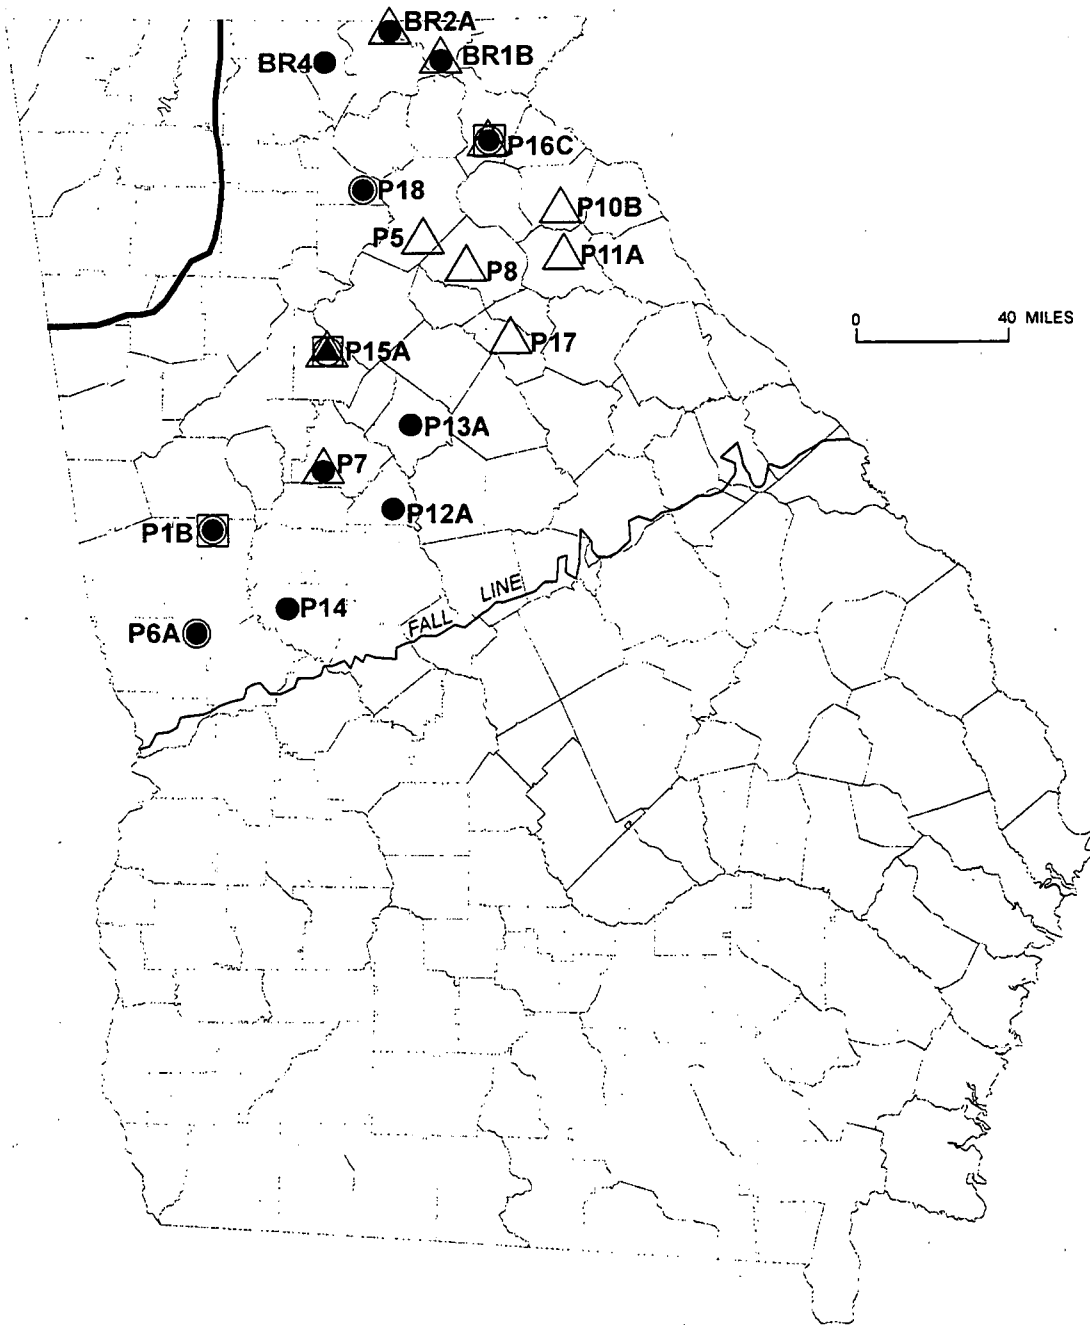 BR2A
BR4
BR1B
P16C
P18
P10B
P5
P11A
P8
0 40 MILES
P17
P15A
P13A
P7
P12A
P1B
P14
FALL LINE
P6A